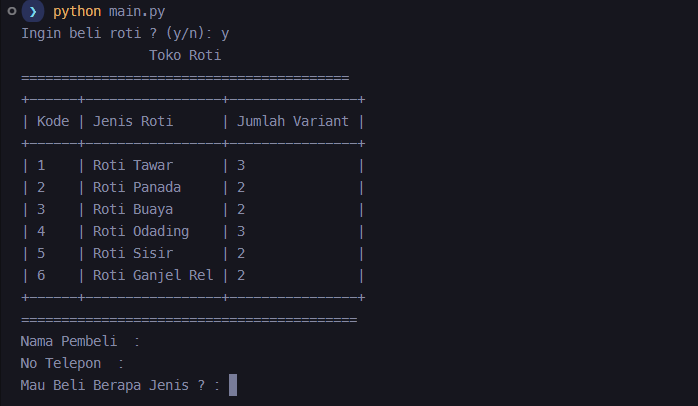 ❯ python main.py
Ingin beli roti ? (y/n): y
Toko Roti
=========================================
+------+-----------------+----------------+
| Kode | Jenis Roti      | Jumlah Variant |
+------+-----------------+----------------+
| 1    | Roti Tawar      | 3              |
| 2    | Roti Panada     | 2              |
| 3    | Roti Buaya      | 2              |
| 4    | Roti Odading    | 3              |
| 5    | Roti Sisir      | 2              |
| 6    | Roti Ganjel Rel | 2              |
+------+-----------------+----------------+
==========================================
Nama Pembeli  :
No Telepon  :
Mau Beli Berapa Jenis ? :